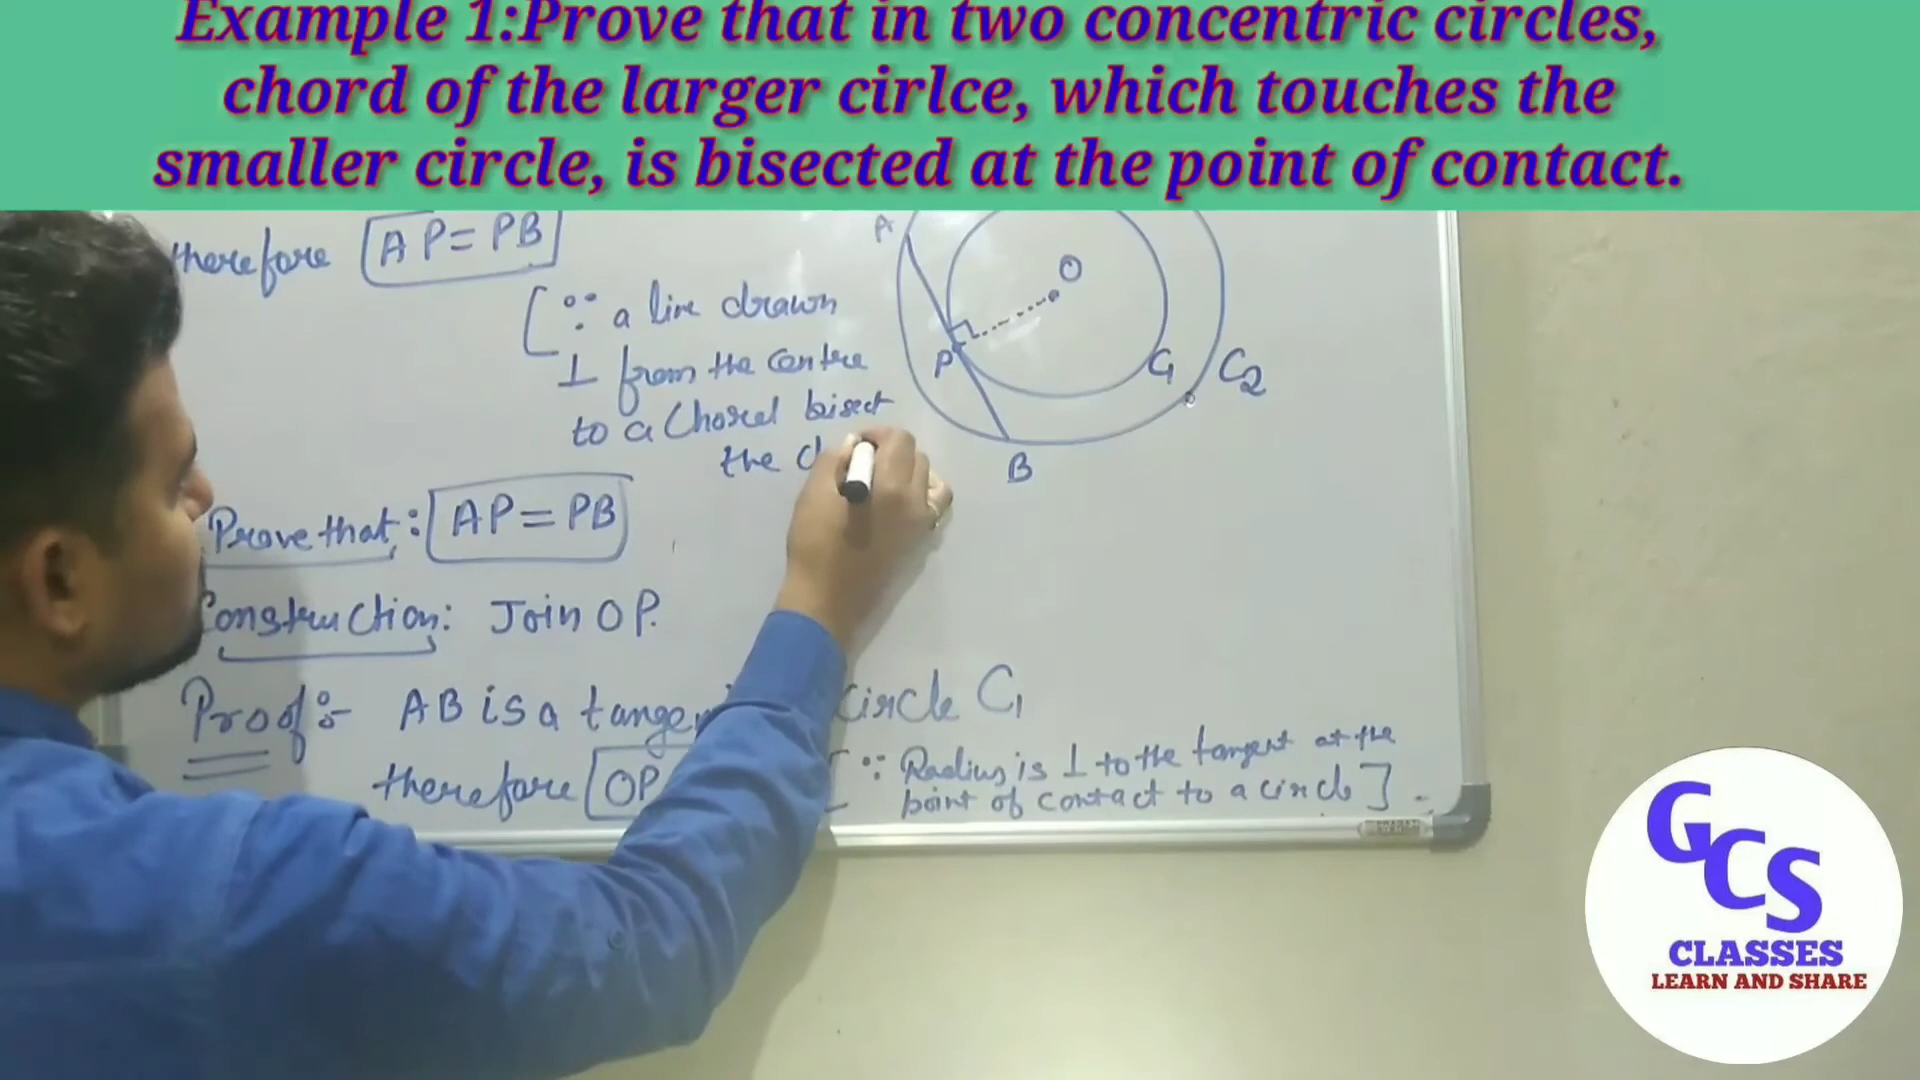 Example 1:Prove that in two concentric circles,
chord of the larger cirlce, which touches the
smaller circle, is bisected at the point of contact.
therefore AP = PB
[ ∵ a line drawn
⊥ from the centre
to a chord bisect
the
A
O
P
C1
C2
B
Prove that : AP = PB
Construction: Join OP.
Proof:- AB is a circle C1
therefore OP
[ ∵ Radius is ⊥ to the tangent at the
point of contact to a circle ]
GCS
CLASSES
LEARN AND SHARE